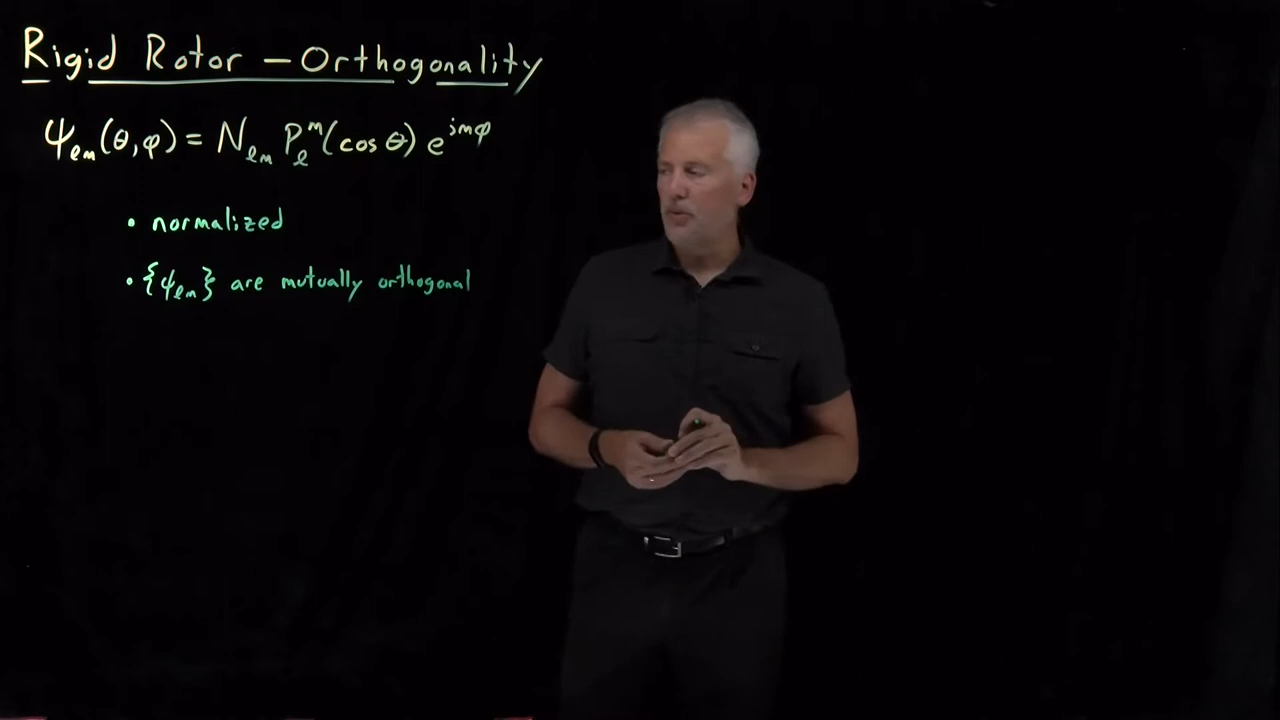 Rigid Rotor – Orthogonality
ψₗₘ(θ,φ) = Nₗₘ Pₗᵐ(cos θ) e^{imφ}
• normalized
• {ψₗₘ} are mutually orthogonal